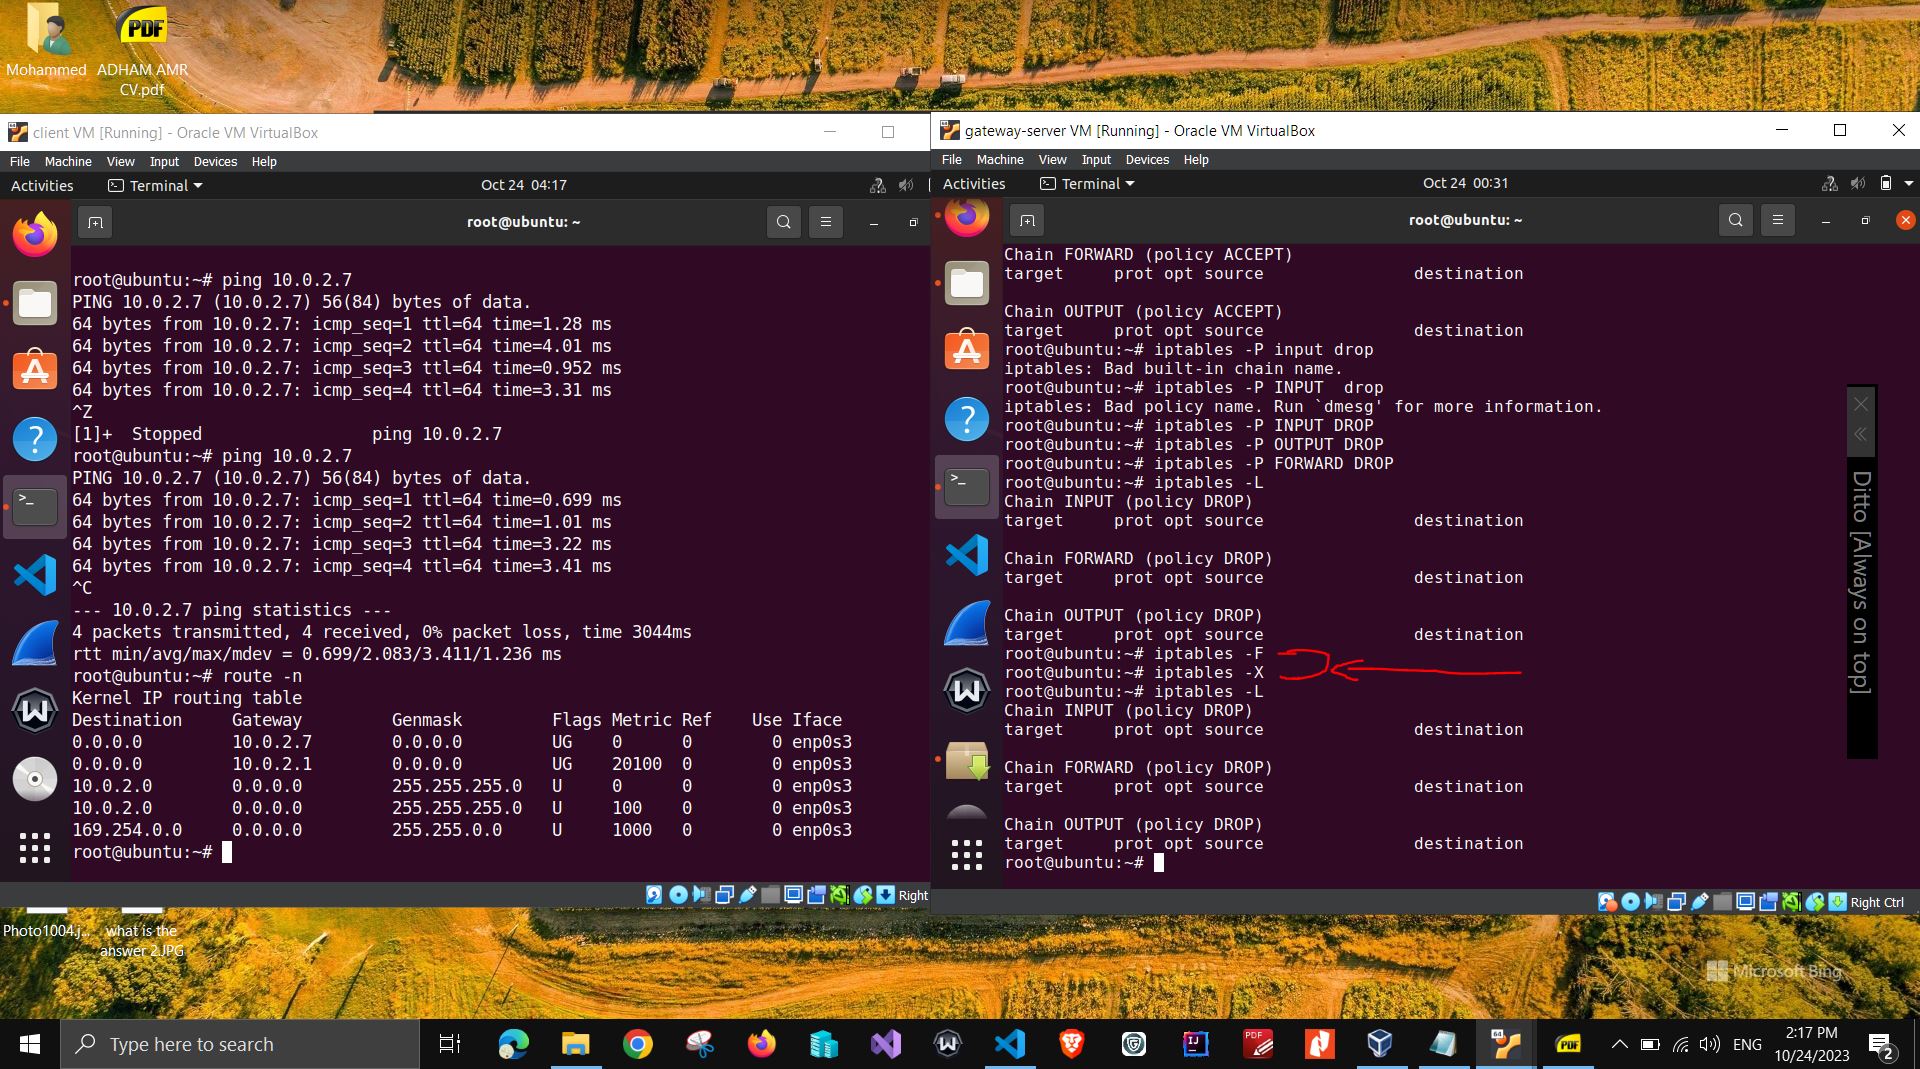 Mohammed
ADHAM AMR
CV.pdf
PDF
client VM [Running] - Oracle VM VirtualBox
File Machine View Input Devices Help
Activities Terminal Oct 24 04:17
root@ubuntu: ~
root@ubuntu:~# ping 10.0.2.7
PING 10.0.2.7 (10.0.2.7) 56(84) bytes of data.
64 bytes from 10.0.2.7: icmp_seq=1 ttl=64 time=1.28 ms
64 bytes from 10.0.2.7: icmp_seq=2 ttl=64 time=4.01 ms
64 bytes from 10.0.2.7: icmp_seq=3 ttl=64 time=0.952 ms
64 bytes from 10.0.2.7: icmp_seq=4 ttl=64 time=3.31 ms
^Z
[1]+  Stopped                 ping 10.0.2.7
root@ubuntu:~# ping 10.0.2.7
PING 10.0.2.7 (10.0.2.7) 56(84) bytes of data.
64 bytes from 10.0.2.7: icmp_seq=1 ttl=64 time=0.699 ms
64 bytes from 10.0.2.7: icmp_seq=2 ttl=64 time=1.01 ms
64 bytes from 10.0.2.7: icmp_seq=3 ttl=64 time=3.22 ms
64 bytes from 10.0.2.7: icmp_seq=4 ttl=64 time=3.41 ms
^C
--- 10.0.2.7 ping statistics ---
4 packets transmitted, 4 received, 0% packet loss, time 3044ms
rtt min/avg/max/mdev = 0.699/2.083/3.411/1.236 ms
root@ubuntu:~# route -n
Kernel IP routing table
Destination     Gateway         Genmask         Flags Metric Ref    Use Iface
0.0.0.0         10.0.2.7        0.0.0.0         UG    0      0        0 enp0s3
0.0.0.0         10.0.2.1        0.0.0.0         UG    20100  0        0 enp0s3
10.0.2.0        0.0.0.0         255.255.255.0   U     0      0        0 enp0s3
10.0.2.0        0.0.0.0         255.255.255.0   U     100    0        0 enp0s3
169.254.0.0     0.0.0.0         255.255.0.0     U     1000   0        0 enp0s3
root@ubuntu:~#
Right
gateway-server VM [Running] - Oracle VM VirtualBox
File Machine View Input Devices Help
Activities Terminal Oct 24 00:31
root@ubuntu: ~
Chain FORWARD (policy ACCEPT)
target     prot opt source               destination
Chain OUTPUT (policy ACCEPT)
target     prot opt source               destination
root@ubuntu:~# iptables -P input drop
iptables: Bad built-in chain name.
root@ubuntu:~# iptables -P INPUT  drop
iptables: Bad policy name. Run `dmesg' for more information.
root@ubuntu:~# iptables -P INPUT DROP
root@ubuntu:~# iptables -P OUTPUT DROP
root@ubuntu:~# iptables -P FORWARD DROP
root@ubuntu:~# iptables -L
Chain INPUT (policy DROP)
target     prot opt source               destination
Chain FORWARD (policy DROP)
target     prot opt source               destination
Chain OUTPUT (policy DROP)
target     prot opt source               destination
root@ubuntu:~# iptables -F
root@ubuntu:~# iptables -X
root@ubuntu:~# iptables -L
Chain INPUT (policy DROP)
target     prot opt source               destination
Chain FORWARD (policy DROP)
target     prot opt source               destination
Chain OUTPUT (policy DROP)
target     prot opt source               destination
root@ubuntu:~#
Ditto [Always on top]
Right Ctrl
Photo1004.j...
what is the
answer 2.JPG
Microsoft Bing
Type here to search
ENG
2:17 PM
10/24/2023
2